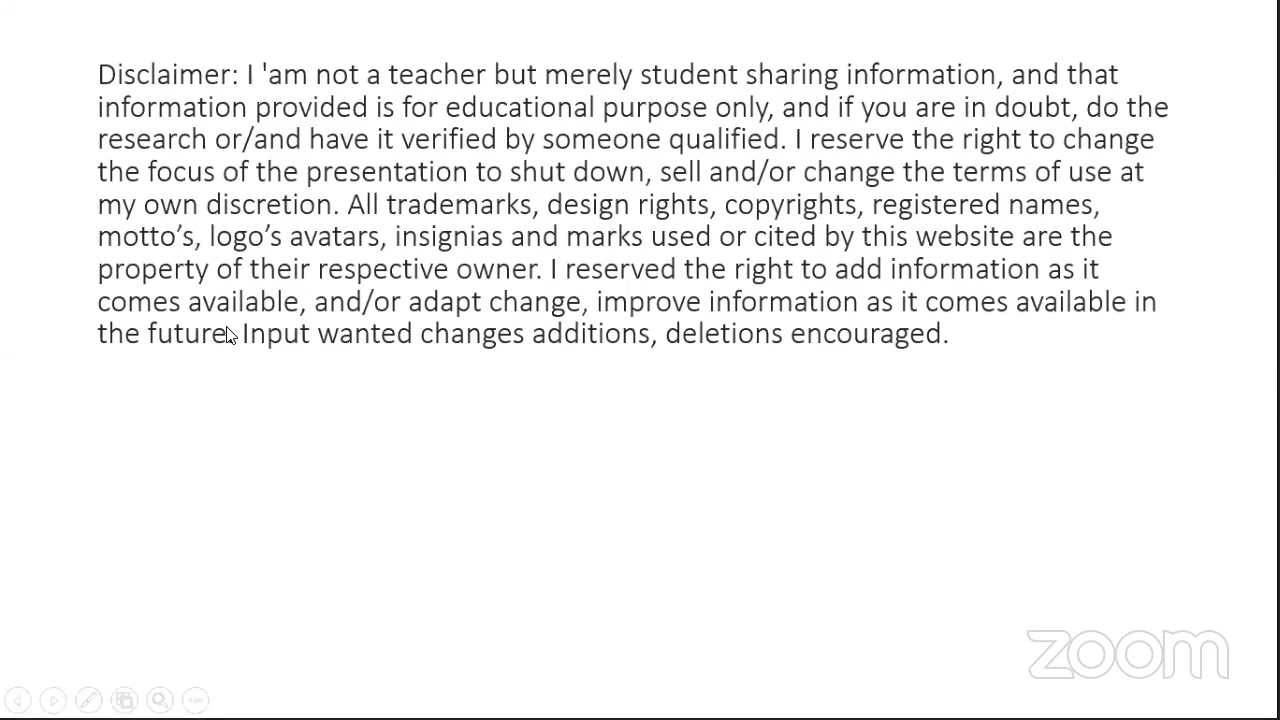 Disclaimer: I 'am not a teacher but merely student sharing information, and that
information provided is for educational purpose only, and if you are in doubt, do the
research or/and have it verified by someone qualified. I reserve the right to change
the focus of the presentation to shut down, sell and/or change the terms of use at
my own discretion. All trademarks, design rights, copyrights, registered names,
motto’s, logo’s avatars, insignias and marks used or cited by this website are the
property of their respective owner. I reserved the right to add information as it
comes available, and/or adapt change, improve information as it comes available in
the future. Input wanted changes additions, deletions encouraged.
zoom